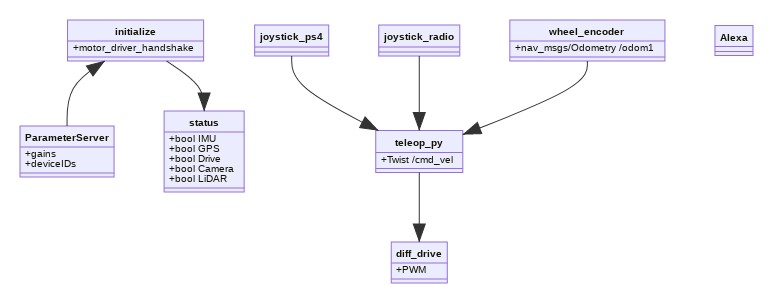 initialize
+motor_driver_handshake
joystick_ps4
joystick_radio
wheel_encoder
+nav_msgs/Odometry /odom1
Alexa
ParameterServer
+gains
+deviceIDs
status
+bool IMU
+bool GPS
+bool Drive
+bool Camera
+bool LiDAR
teleop_py
+Twist /cmd_vel
diff_drive
+PWM